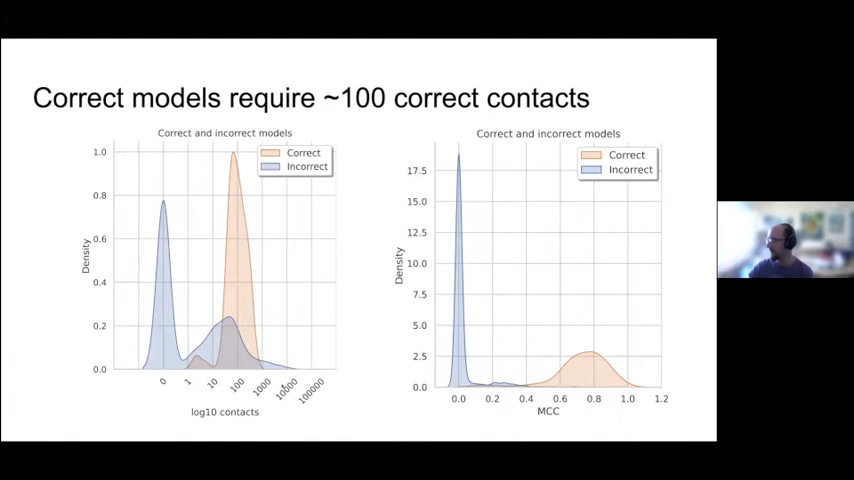 Correct models require ~100 correct contacts
Correct and incorrect models
Correct
Incorrect
1.0
0.8
0.6
0.4
0.2
0.0
Density
0
1
10
100
1000
10000
100000
log10 contacts
Correct and incorrect models
Correct
Incorrect
17.5
15.0
12.5
10.0
7.5
5.0
2.5
0.0
Density
0.0 0.2 0.4 0.6 0.8 1.0 1.2
MCC